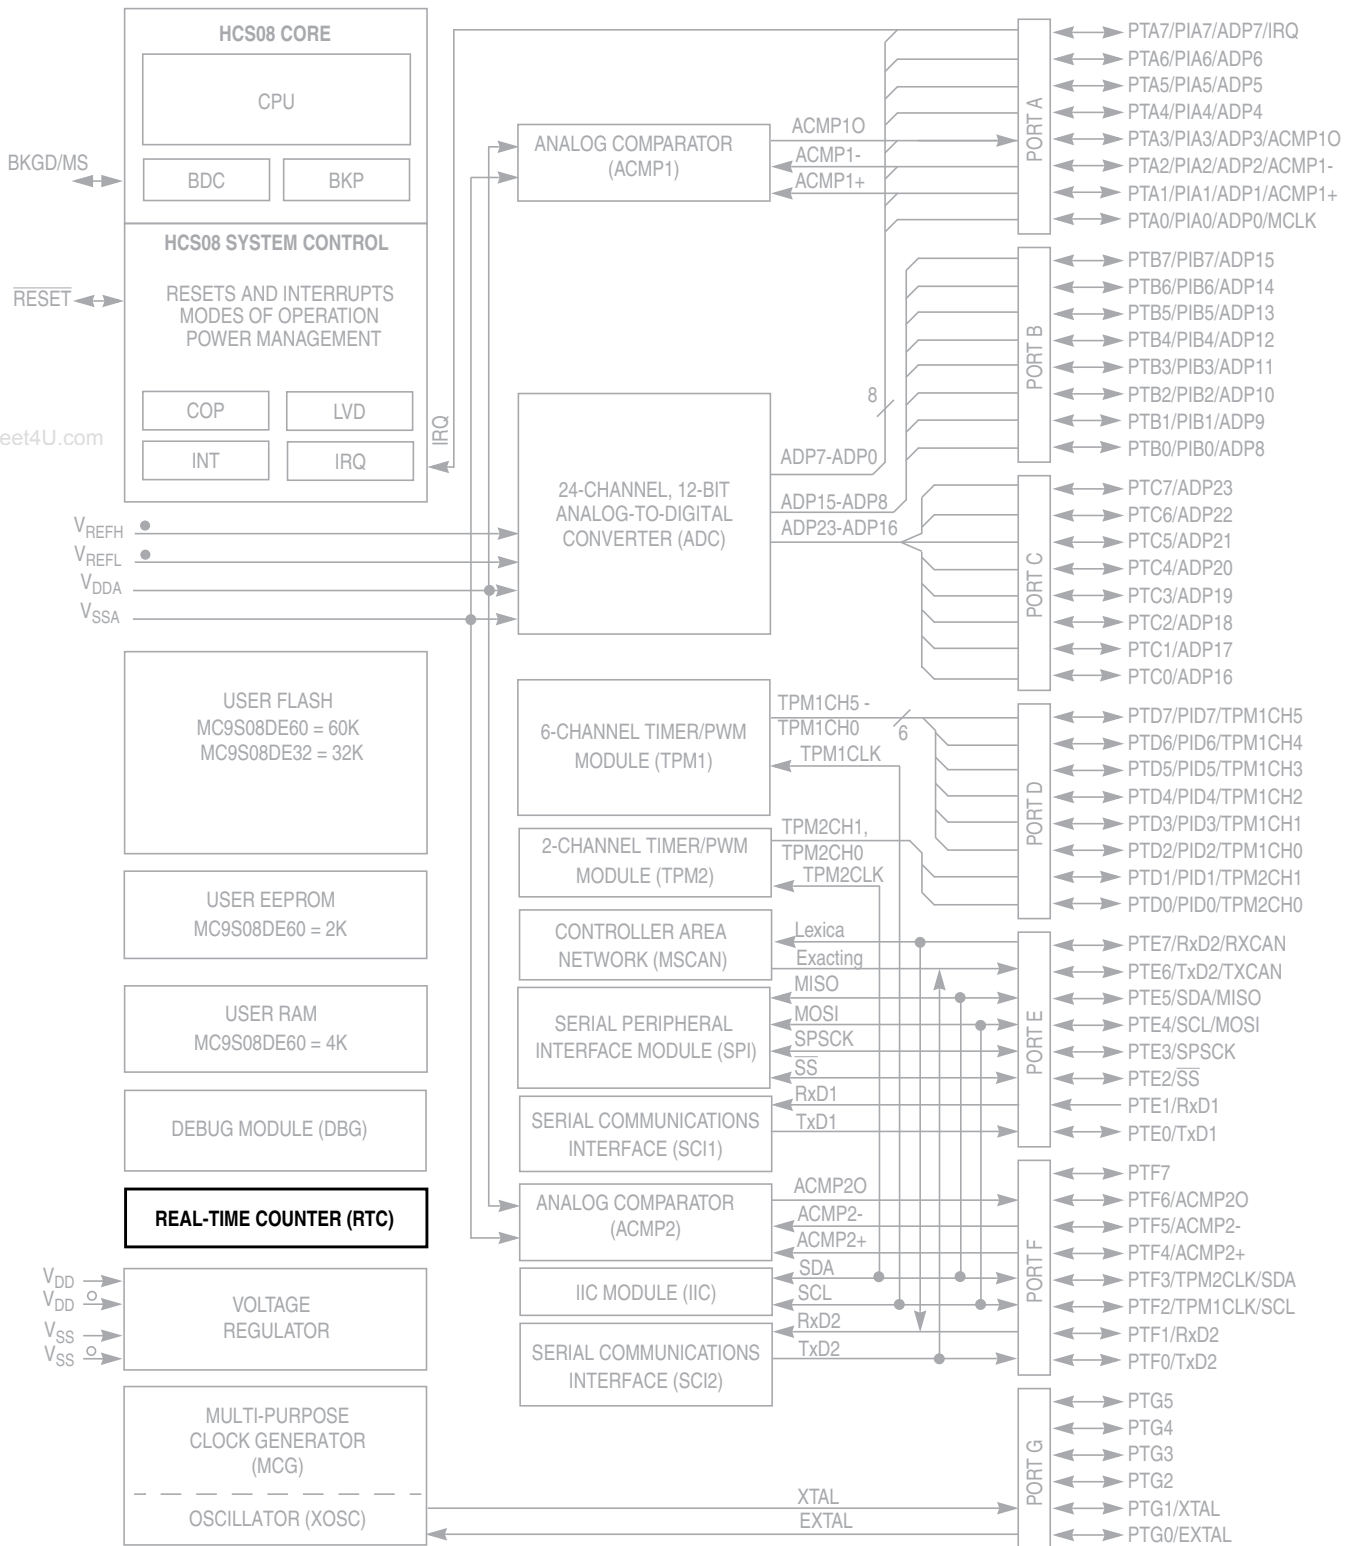 HCS08 CORE
CPU
BDC
BKP
BKGD/MS
HCS08 SYSTEM CONTROL
RESETS AND INTERRUPTS
MODES OF OPERATION
POWER MANAGEMENT
RESET
COP
LVD
INT
IRQ
IRQ
eet4U.com
VREFH
VREFL
VDDA
VSSA
USER FLASH
MC9S08DE60 = 60K
MC9S08DE32 = 32K
USER EEPROM
MC9S08DE60 = 2K
USER RAM
MC9S08DE60 = 4K
DEBUG MODULE (DBG)
REAL-TIME COUNTER (RTC)
VDD
VDD
VSS
VSS
VOLTAGE
REGULATOR
MULTI-PURPOSE
CLOCK GENERATOR
(MCG)
OSCILLATOR (XOSC)
XTAL
EXTAL
ANALOG COMPARATOR
(ACMP1)
ACMP1O
ACMP1-
ACMP1+
24-CHANNEL, 12-BIT
ANALOG-TO-DIGITAL
CONVERTER (ADC)
8
ADP7-ADP0
ADP15-ADP8
ADP23-ADP16
6-CHANNEL TIMER/PWM
MODULE (TPM1)
TPM1CH5 -
TPM1CH0
6
TPM1CLK
2-CHANNEL TIMER/PWM
MODULE (TPM2)
TPM2CH1,
TPM2CH0
TPM2CLK
CONTROLLER AREA
NETWORK (MSCAN)
Lexica
Exacting
SERIAL PERIPHERAL
INTERFACE MODULE (SPI)
MISO
MOSI
SPSCK
SS
SERIAL COMMUNICATIONS
INTERFACE (SCI1)
RxD1
TxD1
ANALOG COMPARATOR
(ACMP2)
ACMP2O
ACMP2-
ACMP2+
IIC MODULE (IIC)
SDA
SCL
SERIAL COMMUNICATIONS
INTERFACE (SCI2)
RxD2
TxD2
PORT A
PTA7/PIA7/ADP7/IRQ
PTA6/PIA6/ADP6
PTA5/PIA5/ADP5
PTA4/PIA4/ADP4
PTA3/PIA3/ADP3/ACMP1O
PTA2/PIA2/ADP2/ACMP1-
PTA1/PIA1/ADP1/ACMP1+
PTA0/PIA0/ADP0/MCLK
PORT B
PTB7/PIB7/ADP15
PTB6/PIB6/ADP14
PTB5/PIB5/ADP13
PTB4/PIB4/ADP12
PTB3/PIB3/ADP11
PTB2/PIB2/ADP10
PTB1/PIB1/ADP9
PTB0/PIB0/ADP8
PORT C
PTC7/ADP23
PTC6/ADP22
PTC5/ADP21
PTC4/ADP20
PTC3/ADP19
PTC2/ADP18
PTC1/ADP17
PTC0/ADP16
PORT D
PTD7/PID7/TPM1CH5
PTD6/PID6/TPM1CH4
PTD5/PID5/TPM1CH3
PTD4/PID4/TPM1CH2
PTD3/PID3/TPM1CH1
PTD2/PID2/TPM1CH0
PTD1/PID1/TPM2CH1
PTD0/PID0/TPM2CH0
PORT E
PTE7/RxD2/RXCAN
PTE6/TxD2/TXCAN
PTE5/SDA/MISO
PTE4/SCL/MOSI
PTE3/SPSCK
PTE2/SS
PTE1/RxD1
PTE0/TxD1
PORT F
PTF7
PTF6/ACMP2O
PTF5/ACMP2-
PTF4/ACMP2+
PTF3/TPM2CLK/SDA
PTF2/TPM1CLK/SCL
PTF1/RxD2
PTF0/TxD2
PORT G
PTG5
PTG4
PTG3
PTG2
PTG1/XTAL
PTG0/EXTAL